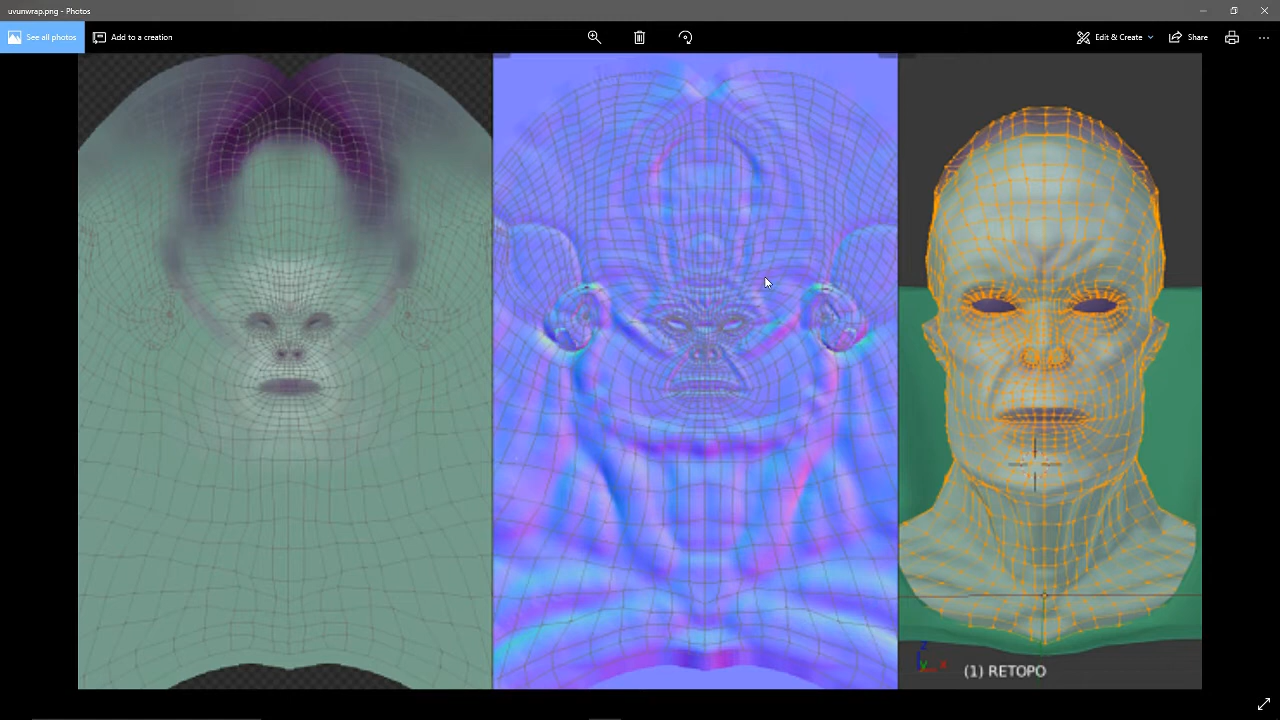 uvunwrap.png - Photos
See all photos
Add to a creation
Edit & Create
Share
Z
Y
X
(1) RETOPO